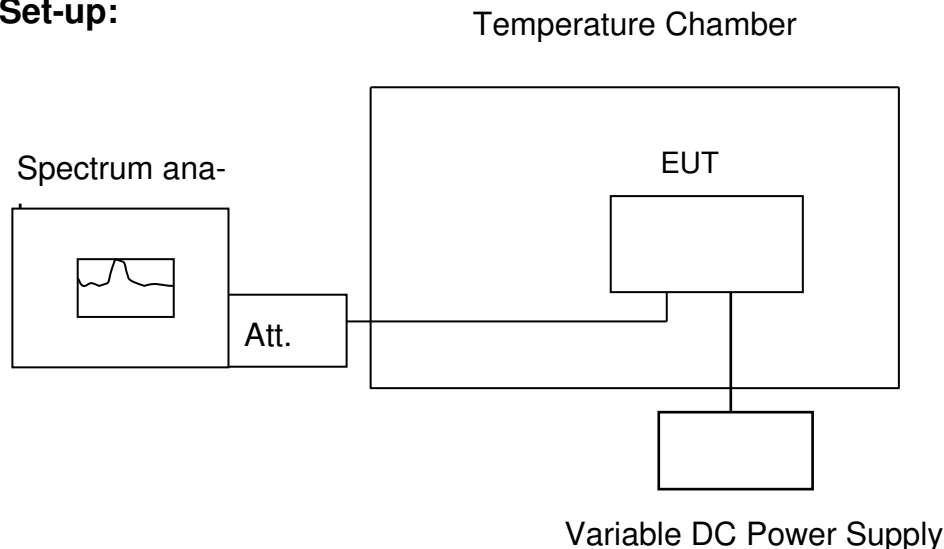 Set-up:
Temperature Chamber
Spectrum ana-
EUT
Att.
Variable DC Power Supply